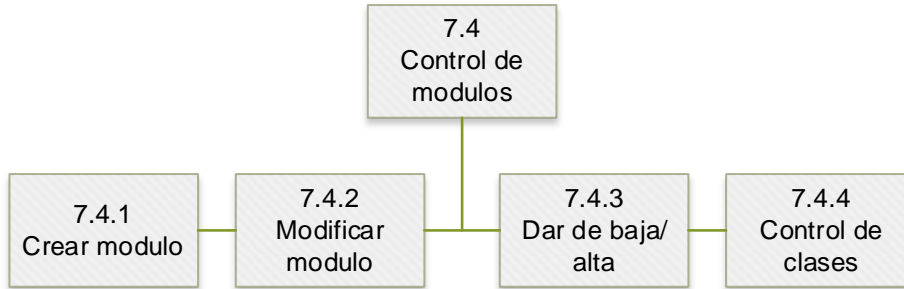 7.4
Control de
modulos
7.4.1
Crear modulo
7.4.2
Modificar
modulo
7.4.3
Dar de baja/
alta
7.4.4
Control de
clases